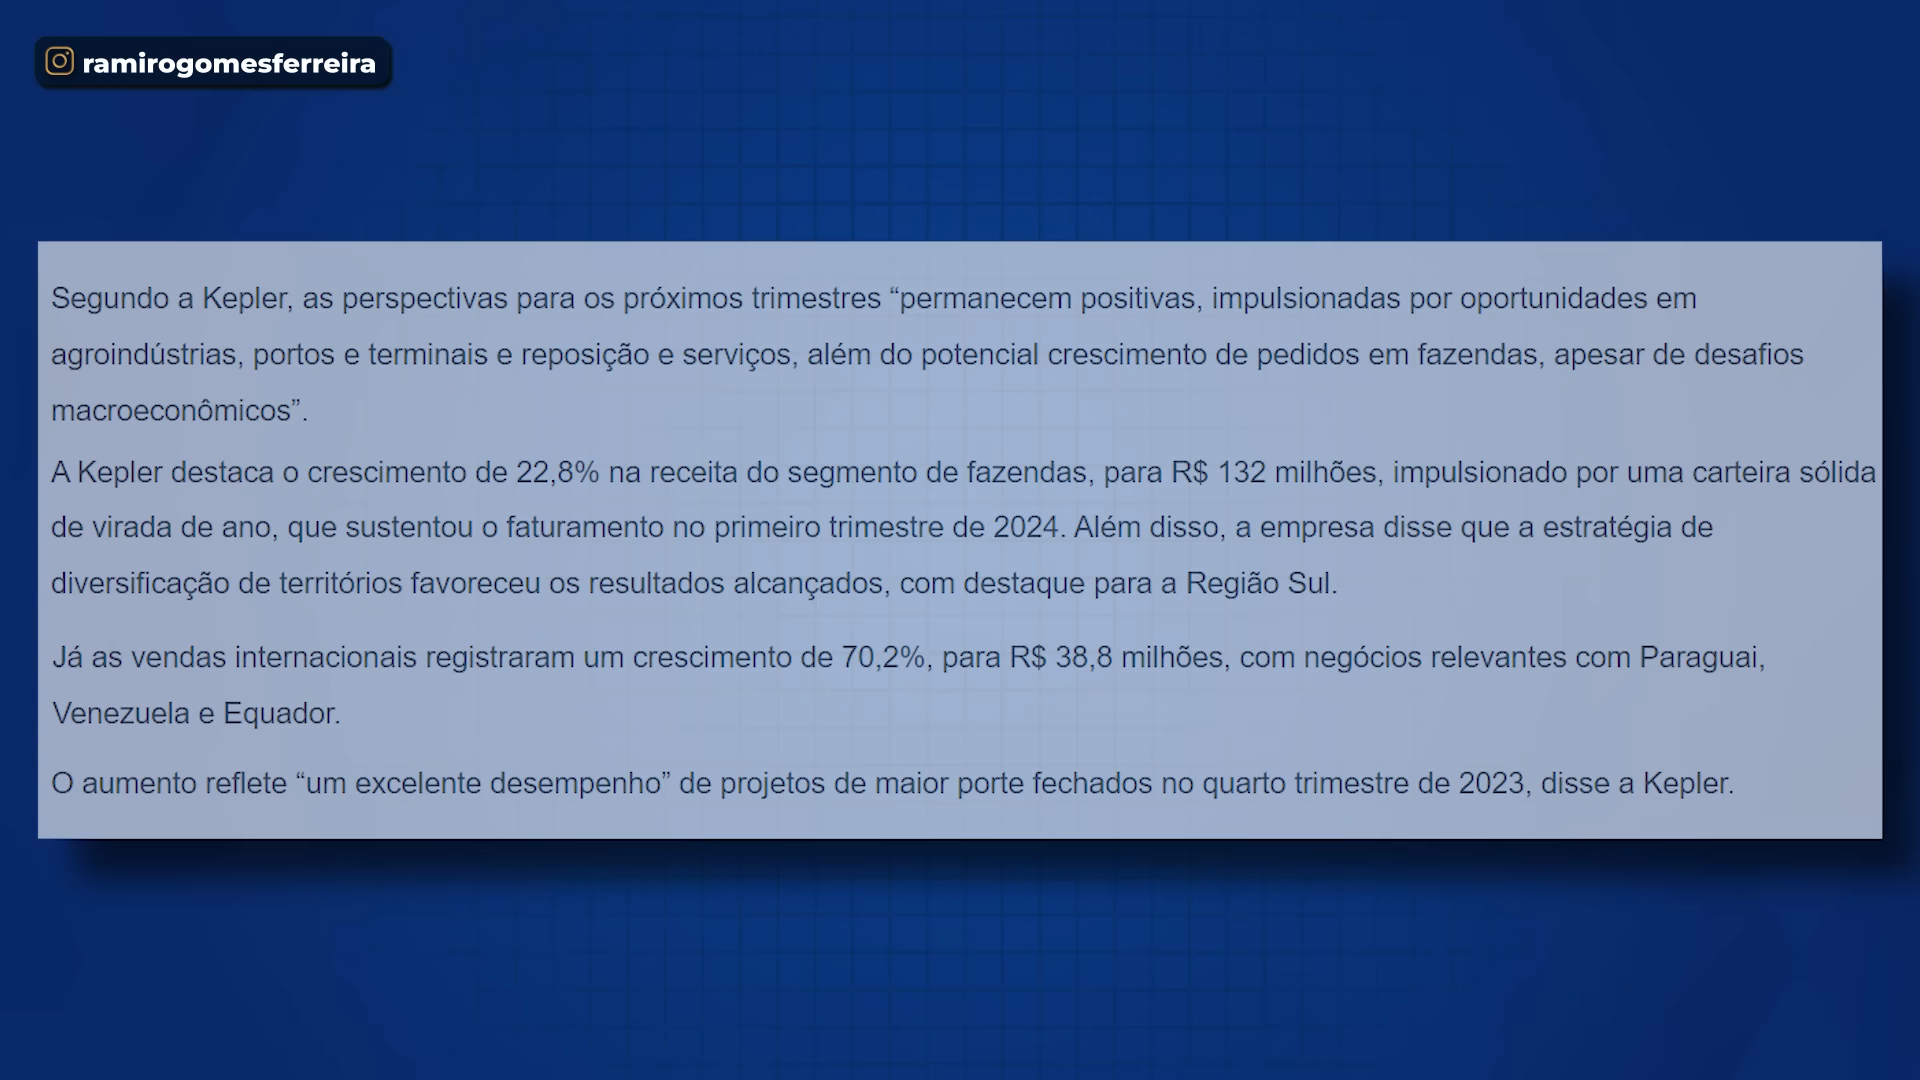 ramirogomesferreira
Segundo a Kepler, as perspectivas para os próximos trimestres “permanecem positivas, impulsionadas por oportunidades em
agroindústrias, portos e terminais e reposição e serviços, além do potencial crescimento de pedidos em fazendas, apesar de desafios
macroeconômicos”.
A Kepler destaca o crescimento de 22,8% na receita do segmento de fazendas, para R$ 132 milhões, impulsionado por uma carteira sólida
de virada de ano, que sustentou o faturamento no primeiro trimestre de 2024. Além disso, a empresa disse que a estratégia de
diversificação de territórios favoreceu os resultados alcançados, com destaque para a Região Sul.
Já as vendas internacionais registraram um crescimento de 70,2%, para R$ 38,8 milhões, com negócios relevantes com Paraguai,
Venezuela e Equador.
O aumento reflete “um excelente desempenho” de projetos de maior porte fechados no quarto trimestre de 2023, disse a Kepler.